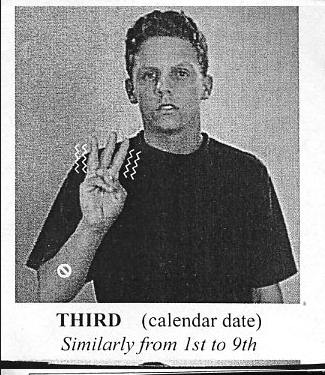 THIRD (calendar date)
Similarly from 1st to 9th